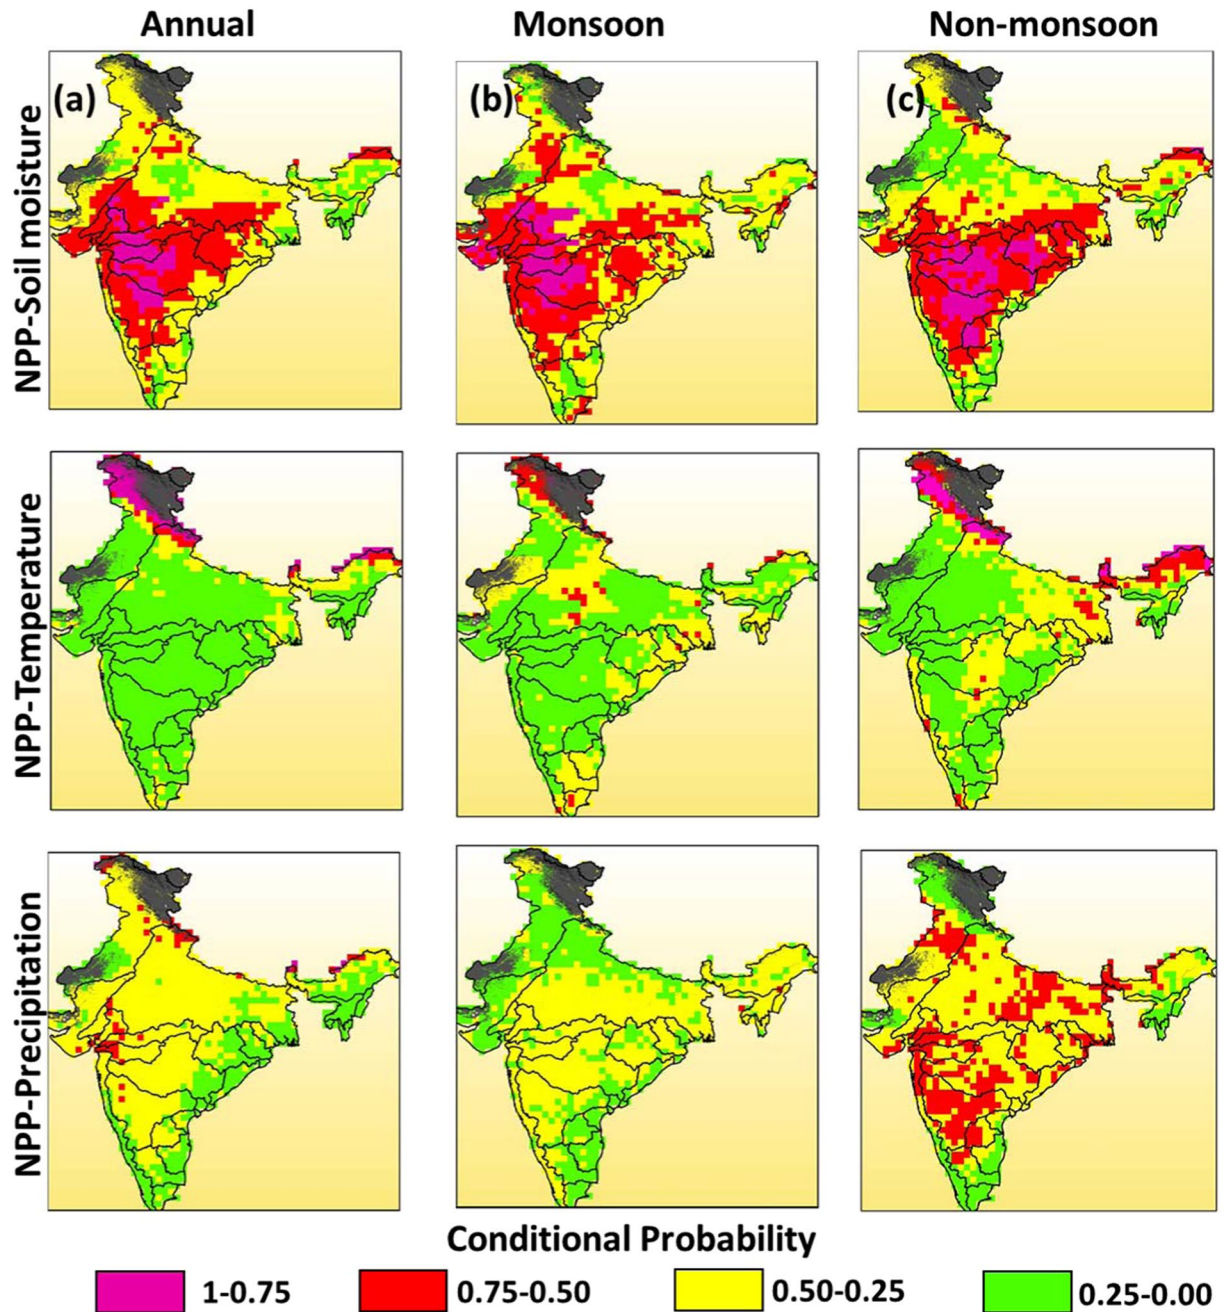 Annual Monsoon Non-monsoon
(a) (b) (c)
NPP-Soil moisture
NPP-Temperature
NPP-Precipitation
Conditional Probability
1-0.75 0.75-0.50 0.50-0.25 0.25-0.00